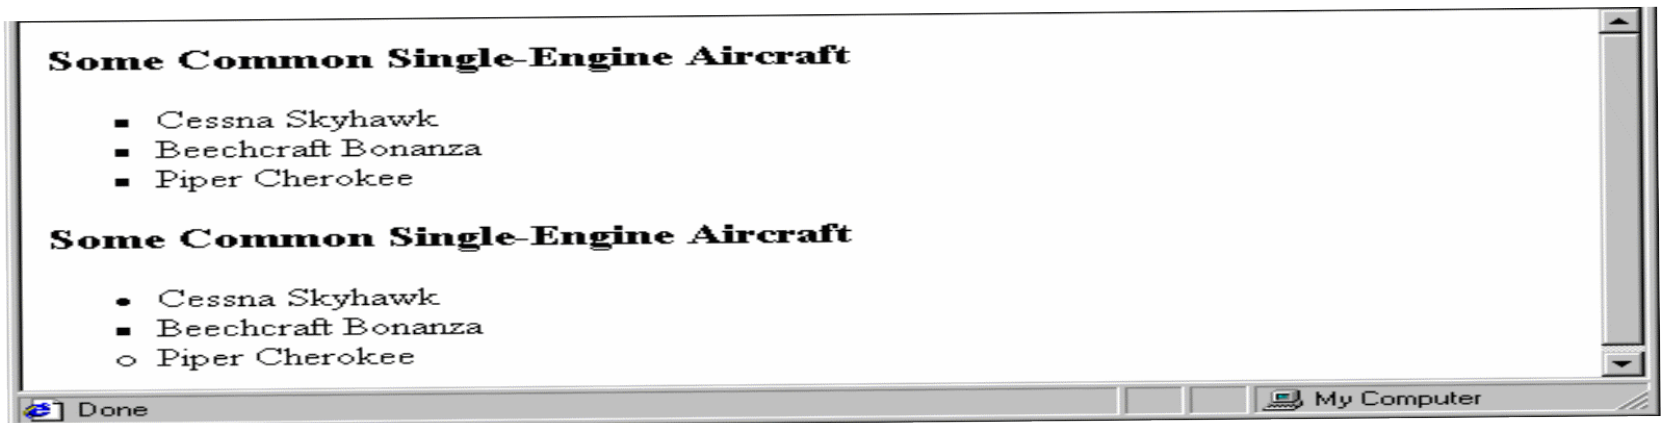 Some Common Single-Engine Aircraft
Cessna Skyhawk
Beechcraft Bonanza
Piper Cherokee
Some Common Single-Engine Aircraft
Cessna Skyhawk
Beechcraft Bonanza
Piper Cherokee
Done
My Computer